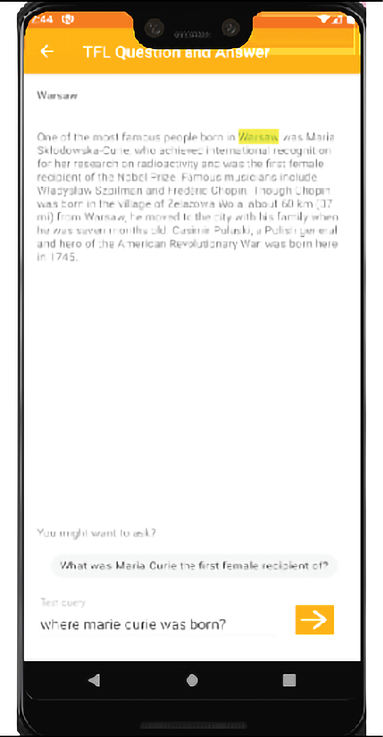 :44
TFL Question and Answer
Warsaw
One of the most famous people born in Warsaw was Maria
Skłodowska-Curie, who achieved international recognition
for her research on radioactivity and was the first female
recipient of the Nobel Prize. Famous musicians include
Władysław Szpilman and Frédéric Chopin. Though Chopin
was born in the village of Żelazowa Wola, about 60 km (37
mi) from Warsaw, he moved to the city with his family when
he was seven months old. Casimir Pulaski, a Polish general
and hero of the American Revolutionary War, was born here
in 1745.
You might want to ask?
What was Maria Curie the first female recipient of?
Text query
where marie curie was born?